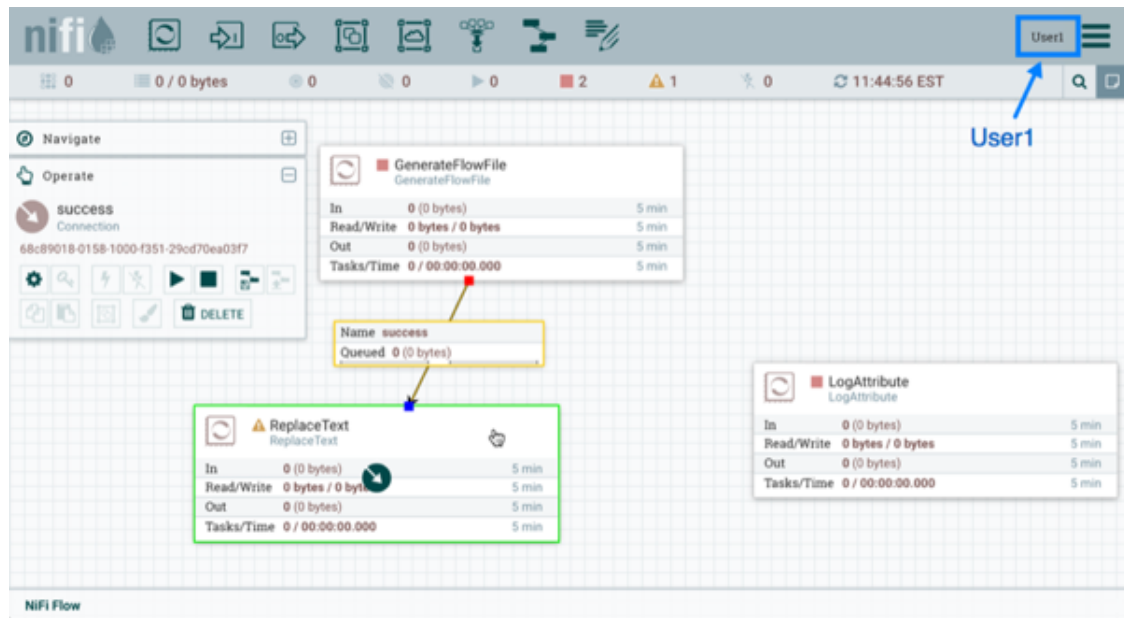 nifi
User1
0 0 / 0 bytes 0 0 0 2 1 0 11:44:56 EST
User1
Navigate
Operate
success
Connection
68c89018-0158-1000-f351-29cd70ea03f7
DELETE
GenerateFlowFile
GenerateFlowFile
In 0 (0 bytes) 5 min
Read/Write 0 bytes / 0 bytes 5 min
Out 0 (0 bytes) 5 min
Tasks/Time 0 / 00:00:00.000 5 min
Name success
Queued 0 (0 bytes)
ReplaceText
ReplaceText
In 0 (0 bytes) 5 min
Read/Write 0 bytes / 0 5 min
Out 0 (0 bytes) 5 min
Tasks/Time 0 / 00:00:00.000 5 min
LogAttribute
LogAttribute
In 0 (0 bytes) 5 min
Read/Write 0 bytes / 0 bytes 5 min
Out 0 (0 bytes) 5 min
Tasks/Time 0 / 00:00:00.000 5 min
NiFi Flow